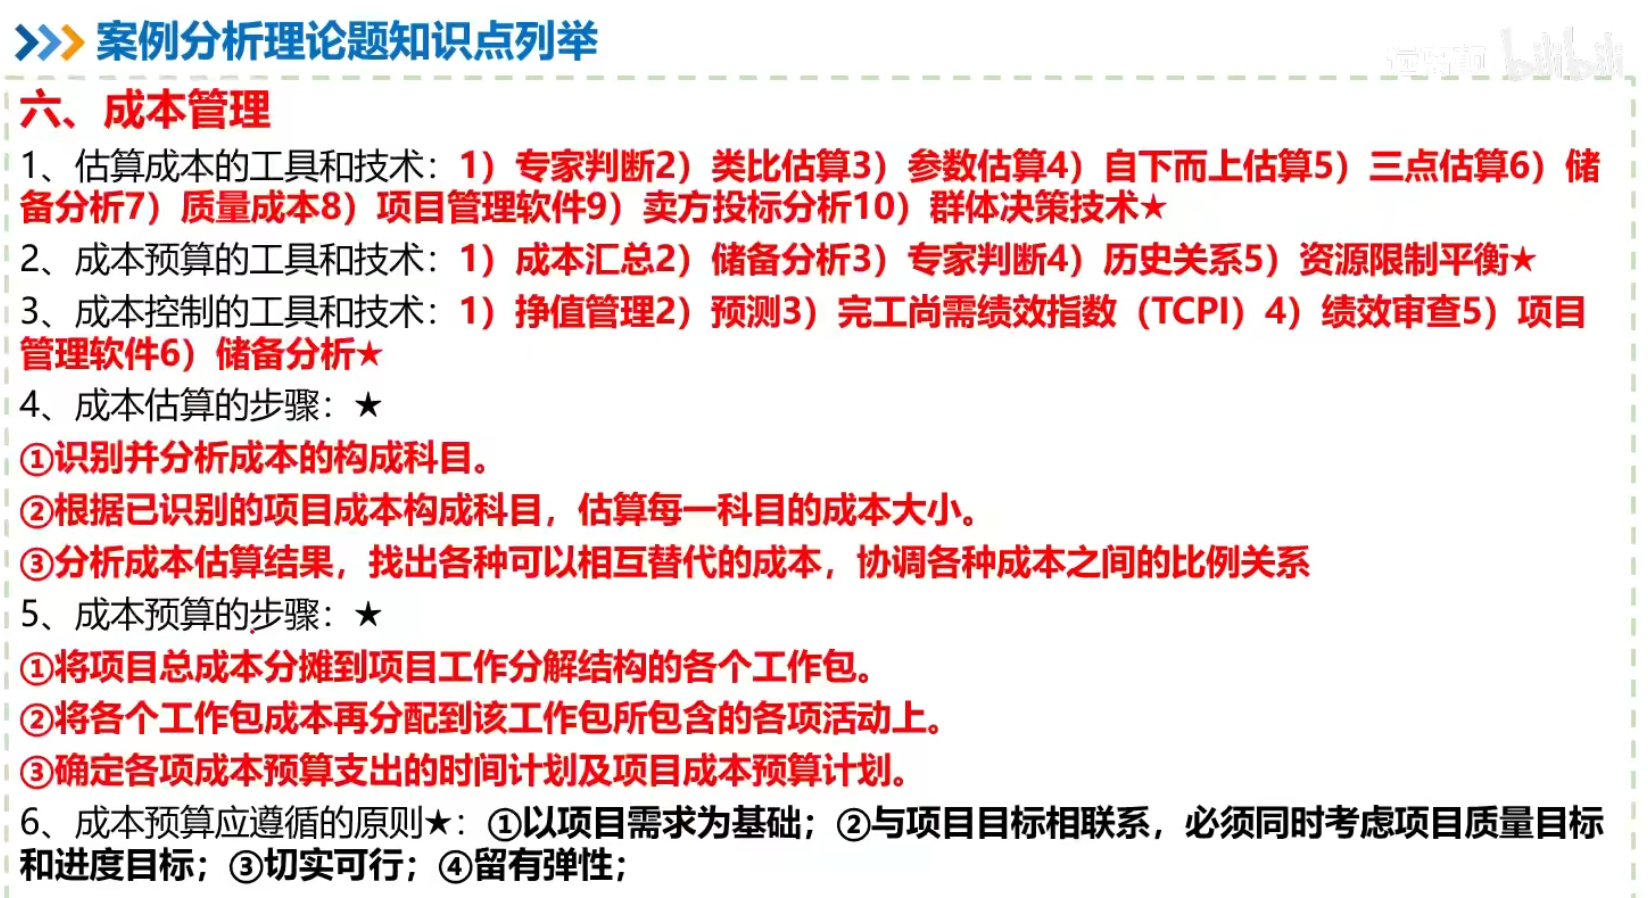 案例分析理论题知识点列举
bilibili
六、成本管理
1、估算成本的工具和技术：1）专家判断2）类比估算3）参数估算4）自下而上估算5）三点估算6）储
备分析7）质量成本8）项目管理软件9）卖方投标分析10）群体决策技术★
2、成本预算的工具和技术：1）成本汇总2）储备分析3）专家判断4）历史关系5）资源限制平衡★
3、成本控制的工具和技术：1）挣值管理2）预测3）完工尚需绩效指数（TCPI）4）绩效审查5）项目
管理软件6）储备分析★
4、成本估算的步骤：★
①识别并分析成本的构成科目。
②根据已识别的项目成本构成科目，估算每一科目的成本大小。
③分析成本估算结果，找出各种可以相互替代的成本，协调各种成本之间的比例关系
5、成本预算的步骤：★
①将项目总成本分摊到项目工作分解结构的各个工作包。
②将各个工作包成本再分配到该工作包所包含的各项活动上。
③确定各项成本预算支出的时间计划及项目成本预算计划。
6、成本预算应遵循的原则★：①以项目需求为基础；②与项目目标相联系，必须同时考虑项目质量目标
和进度目标；③切实可行；④留有弹性；